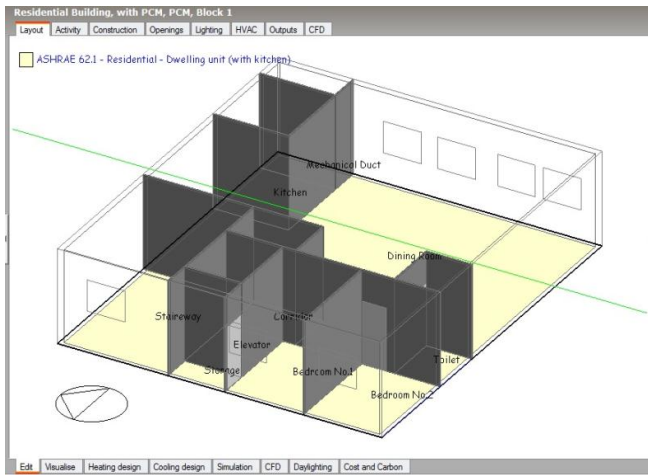 Residential Building, with PCM, PCM, Block 1
Layout Activity Construction Openings Lighting HVAC Outputs CFD
ASHRAE 62.1 - Residential - Dwelling unit (with kitchen)
Mechanical Duct
Kitchen
Dining Room
Staireway
Corridor
Elevator
Storage
Bedroom No.1
Toilet
Bedroom No.2
Edit Visualise Heating design Cooling design Simulation CFD Daylighting Cost and Carbon